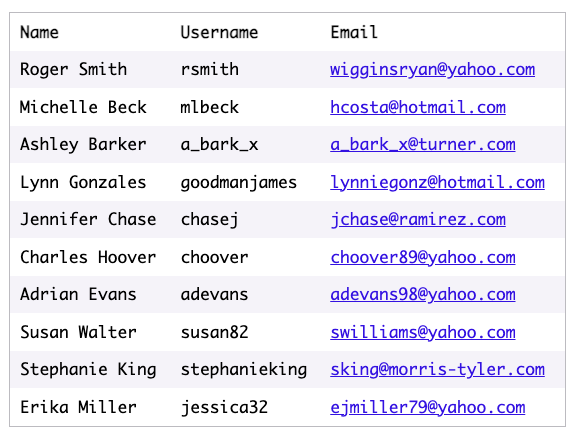 Name Username Email
Roger Smith rsmith wigginsryan@yahoo.com
Michelle Beck mlbeck hcosta@hotmail.com
Ashley Barker a_bark_x a_bark_x@turner.com
Lynn Gonzales goodmanjames lynniegonz@hotmail.com
Jennifer Chase chasej jchase@ramirez.com
Charles Hoover choover choover89@yahoo.com
Adrian Evans adevans adevans98@yahoo.com
Susan Walter susan82 swilliams@yahoo.com
Stephanie King stephanieking sking@morris-tyler.com
Erika Miller jessica32 ejmiller79@yahoo.com